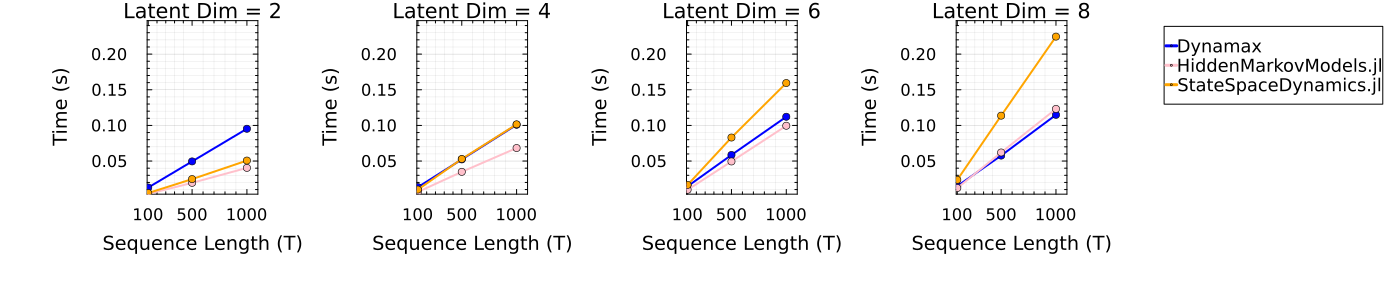 Latent Dim = 2
Time (s)
0.20
0.15
0.10
0.05
100 500 1000
Sequence Length (T)
Latent Dim = 4
Time (s)
0.20
0.15
0.10
0.05
100 500 1000
Sequence Length (T)
Latent Dim = 6
Time (s)
0.20
0.15
0.10
0.05
100 500 1000
Sequence Length (T)
Latent Dim = 8
Time (s)
0.20
0.15
0.10
0.05
100 500 1000
Sequence Length (T)
Dynamax
HiddenMarkovModels.jl
StateSpaceDynamics.jl